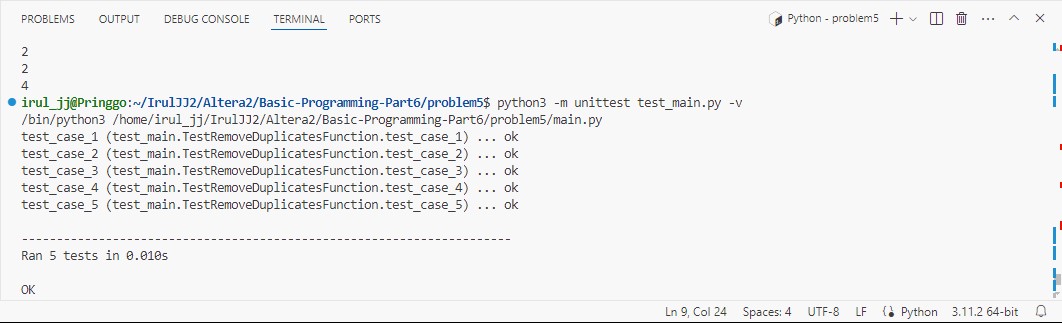 PROBLEMS OUTPUT DEBUG CONSOLE TERMINAL PORTS Python - problem5
2
2
4
irul_jj@Pringgo:~/IrulJJ2/Altera2/Basic-Programming-Part6/problem5$ python3 -m unittest test_main.py -v
/bin/python3 /home/irul_jj/IrulJJ2/Altera2/Basic-Programming-Part6/problem5/main.py
test_case_1 (test_main.TestRemoveDuplicatesFunction.test_case_1) ... ok
test_case_2 (test_main.TestRemoveDuplicatesFunction.test_case_2) ... ok
test_case_3 (test_main.TestRemoveDuplicatesFunction.test_case_3) ... ok
test_case_4 (test_main.TestRemoveDuplicatesFunction.test_case_4) ... ok
test_case_5 (test_main.TestRemoveDuplicatesFunction.test_case_5) ... ok
----------------------------------------------------------------------
Ran 5 tests in 0.010s
OK
Ln 9, Col 24 Spaces: 4 UTF-8 LF Python 3.11.2 64-bit